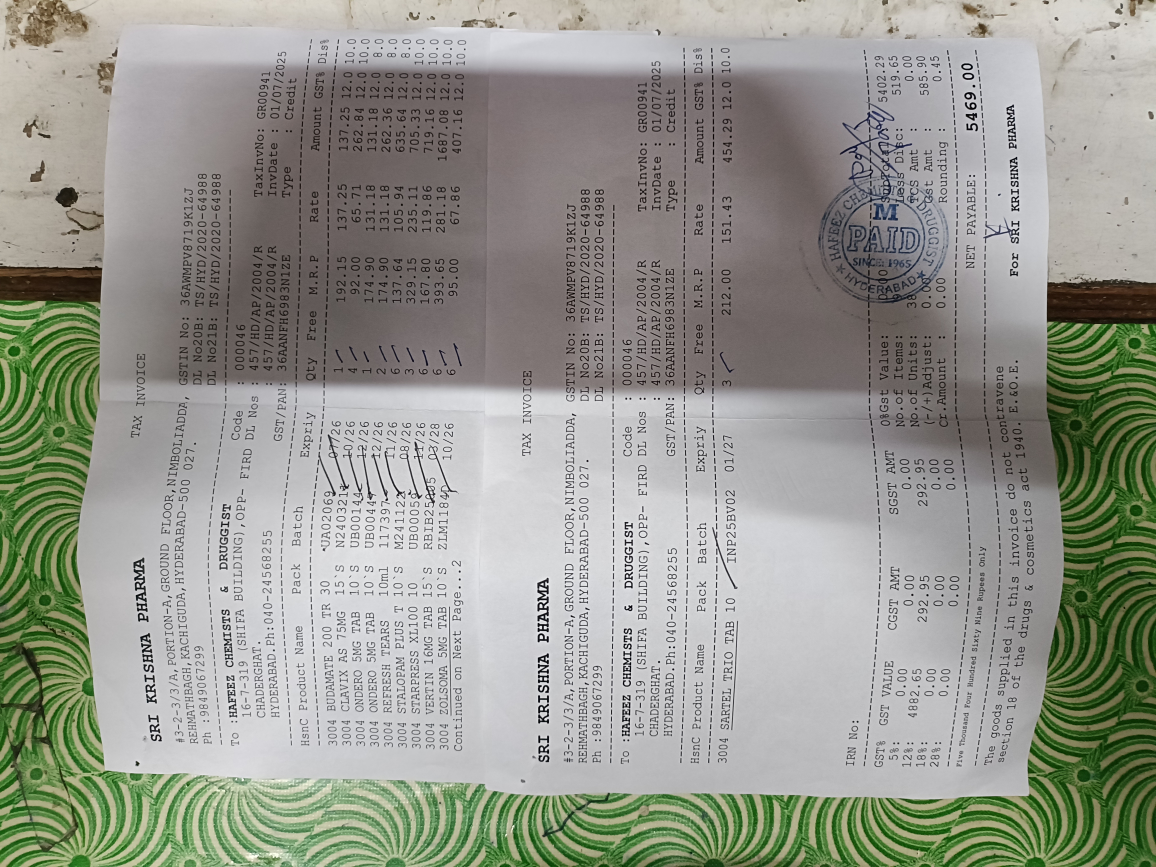 TAX INVOICE
SRI KRISHNA PHARMA
#3-2-3/3/A,PORTION-A,GROUND FLOOR,NIMBOLIADDA, GSTIN No: 36AWMPV8719K1ZJ
REHMATHBAGH,KACHIGUDA,HYDERABAD-500 027. DL No20B: TS/HYD/2020-64988
Ph :9849067299 DL No21B: TS/HYD/2020-64988
To :HAFEEZ CHEMISTS & DRUGGIST Code : 000046 TaxInvNo: GR00941
16-7-319 (SHIFA BUILDING),OPP- FIRD DL Nos : 457/HD/AP/2004/R InvDate : 01/07/2025
CHADERGHAT. : 457/HD/AP/2004/R Type : Credit
HYDERABAD.Ph:040-24568255 GST/PAN: 36AANFH6983N1ZE
HsnC Product Name Pack Batch Expriy Qty Free M.R.P Rate Amount GST% Dis%
3004 BUDAMATE 200 TR 30 UA02069 07/26 1 192.15 137.25 137.25 12.0 10.0
3004 CLAVIX AS 75MG 15'S N2403213 10/26 4 92.00 65.71 262.84 12.0 10.0
3004 ONDERO 5MG TAB 10'S UB00144 12/26 1 174.90 131.18 131.18 12.0 8.0
3004 ONDERO 5MG TAB 10'S UB00444 12/26 2 174.90 131.18 262.36 12.0 8.0
3004 REFRESH TEARS 10ml 117397 11/26 6 137.64 105.94 635.64 12.0 8.0
3004 STALOPAM PLUS T 10'S M241122 08/26 3 329.15 235.11 705.33 12.0 10.0
3004 STARPRESS XL100 10 UB00059 11/26 6 167.80 119.86 719.16 12.0 10.0
3004 VERTIN 16MG TAB 15'S 03/28 6 393.65 281.18 1687.08 12.0 10.0
3004 ZOLSOMA 5MG TAB 10'S 10/26 6 95.00 67.86 407.16 12.0 10.0
Continued on Next Page...2
TAX INVOICE
SRI KRISHNA PHARMA
#3-2-3/3/A,PORTION-A,GROUND FLOOR,NIMBOLIADDA, GSTIN No: 36AWMPV8719K1ZJ
REHMATHBAGH,KACHIGUDA,HYDERABAD-500 027. DL No20B: TS/HYD/2020-64988
Ph :9849067299 DL No21B: TS/HYD/2020-64988
To :HAFEEZ CHEMISTS & DRUGGIST Code : 000046 TaxInvNo: GR00941
16-7-319 (SHIFA BUILDING),OPP- FIRD DL Nos : 457/HD/AP/2004/R InvDate : 01/07/2025
CHADERGHAT. : 457/HD/AP/2004/R Type : Credit
HYDERABAD.Ph:040-24568255 GST/PAN: 36AANFH6983N1ZE
HsnC Product Name Pack Batch Expriy Qty Free M.R.P Rate Amount GST% Dis%
3004 SARTEL TRIO TAB 10 INP25BV02 01/27 3 212.00 151.43 454.29 12.0 10.0
HAFEEZ CHEMIST & DRUGGIST
M
PAID
SINCE 1965
HYDERABAD
IRN No:
GST% GST VALUE CGST AMT SGST AMT 0%Gst Value: 5402.29
5%: 0.00 0.00 0.00 No.of Items: Less Disc: 519.65
12%: 4882.65 292.95 292.95 No.of Units: 38 TCS Amt : 0.00
18%: 0.00 0.00 0.00 (-/+)Adjust: 0.00 Gst Amt : 585.90
28%: 0.00 0.00 0.00 Cr.Amount : 0.00 Rounding : 0.45
Five Thousand Four Hundred Sixty Nine Rupees Only NET PAYABLE: 5469.00
The goods supplied in this invoice do not contravene
section 18 of the drugs & cosmetics act 1940. E.&O.E. For SRI KRISHNA PHARMA